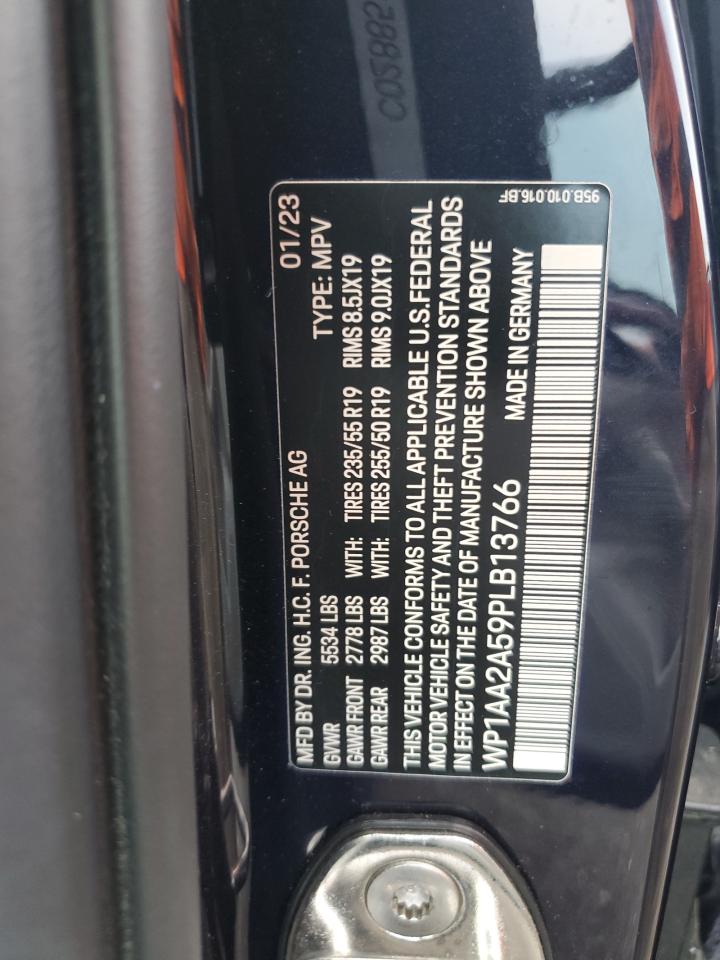 MFD BY DR. ING. H.C. F. PORSCHE AG 01/23
GVWR 5534 LBS TYPE: MPV
GAWR FRONT 2778 LBS WITH: TIRES 235/55 R19 RIMS 8.5JX19
GAWR REAR 2987 LBS WITH: TIRES 255/50 R19 RIMS 9.0JX19
THIS VEHICLE CONFORMS TO ALL APPLICABLE U.S.FEDERAL
MOTOR VEHICLE SAFETY AND THEFT PREVENTION STANDARDS
IN EFFECT ON THE DATE OF MANUFACTURE SHOWN ABOVE
WP1AA2A59PLB13766 MADE IN GERMANY
95B.010.016.BF